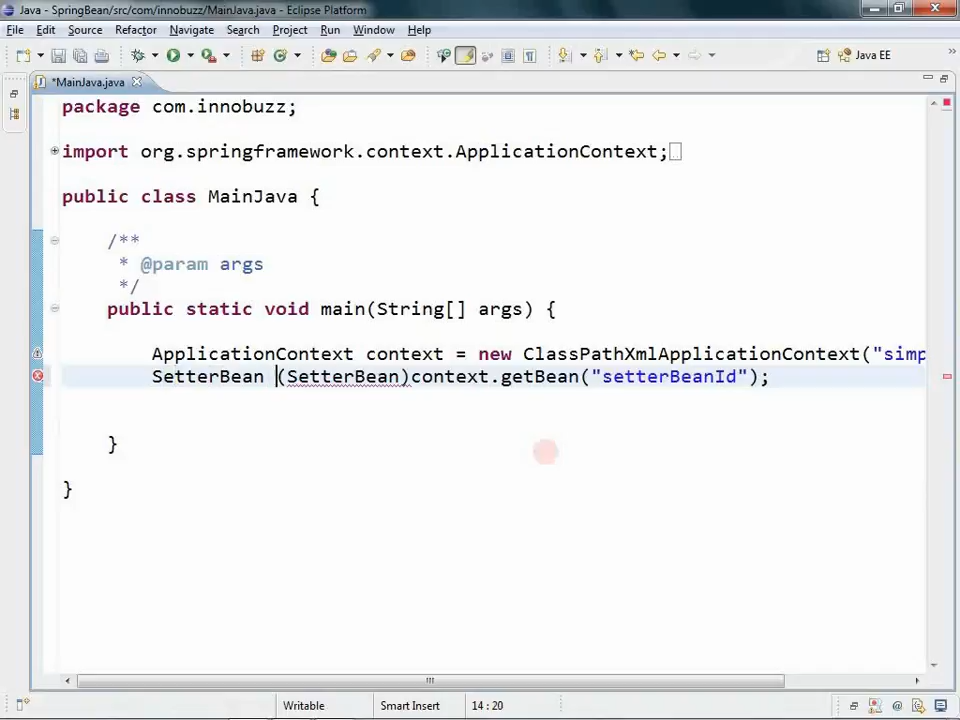 Java - SpringBean/src/com/innobuzz/MainJava.java - Eclipse Platform
File Edit Source Refactor Navigate Search Project Run Window Help
Java EE
*MainJava.java
package com.innobuzz;
import org.springframework.context.ApplicationContext;
public class MainJava {
/**
* @param args
*/
public static void main(String[] args) {
ApplicationContext context = new ClassPathXmlApplicationContext("simp
SetterBean (SetterBean)context.getBean("setterBeanId");
}
}
Writable Smart Insert 14 : 20